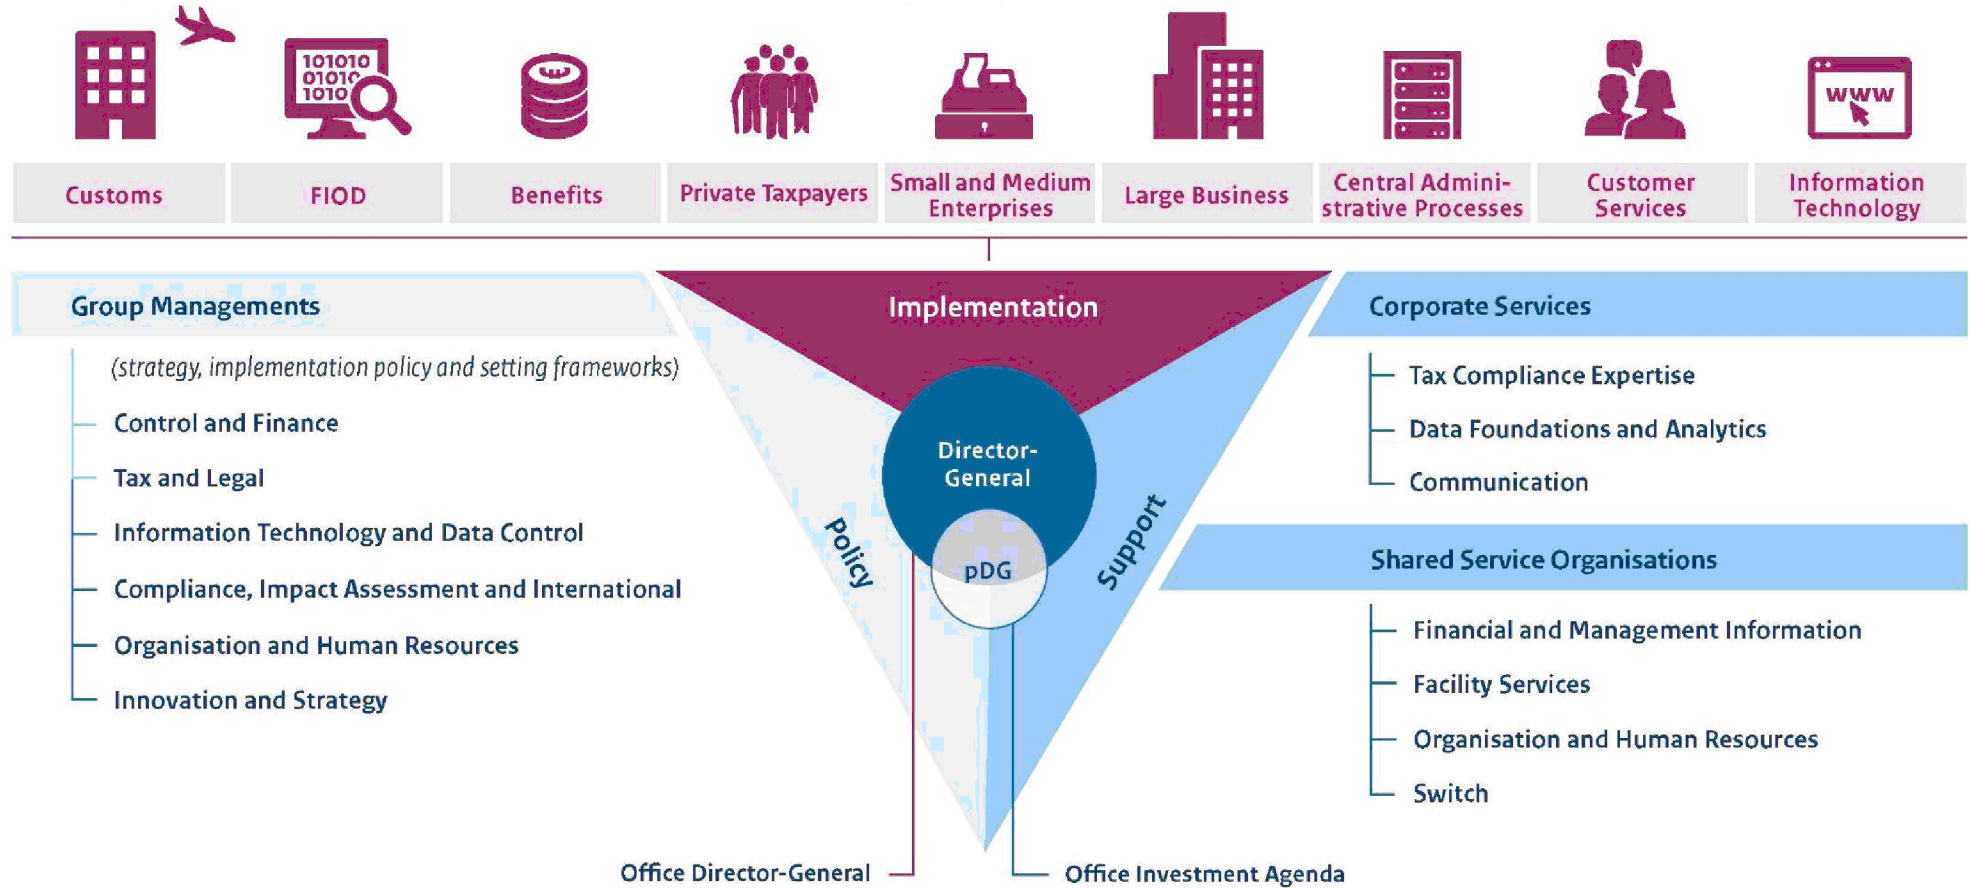 101010
01010
1010
www
Customs
FIOD
Benefits
Private Taxpayers
Small and Medium
Enterprises
Large Business
Central Admini-
strative Processes
Customer
Services
Information
Technology
Group Managements
(strategy, implementation policy and setting frameworks)
Control and Finance
Tax and Legal
Information Technology and Data Control
Compliance, Impact Assessment and International
Organisation and Human Resources
Innovation and Strategy
Implementation
Director-
General
pDG
Policy
Support
Corporate Services
Tax Compliance Expertise
Data Foundations and Analytics
Communication
Shared Service Organisations
Financial and Management Information
Facility Services
Organisation and Human Resources
Switch
Office Director-General
Office Investment Agenda